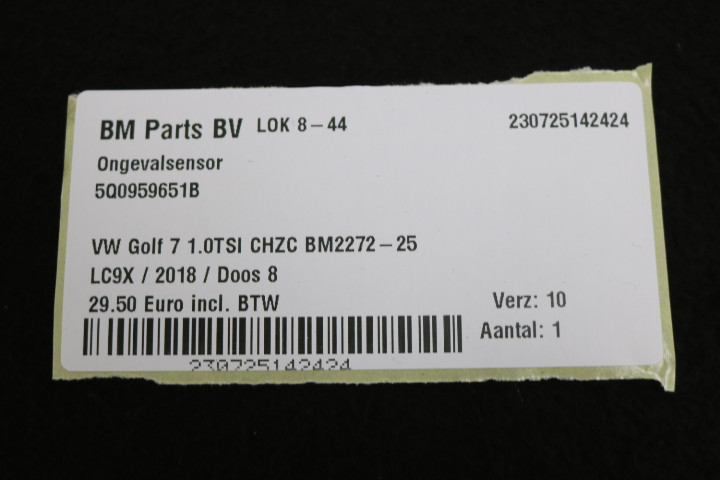 BM Parts BV LOK 8-44 230725142424
Ongevalsensor
5Q0959651B
VW Golf 7 1.0TSI CHZC BM2272-25
LC9X / 2018 / Doos 8
29.50 Euro incl. BTW Verz: 10
Aantal: 1
230725142424